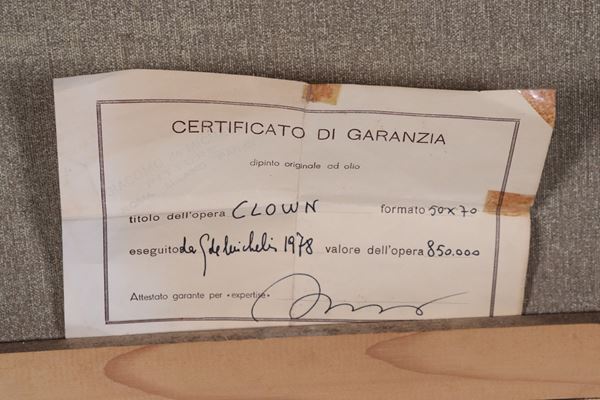 CERTIFICATO DI GARANZIA
dipinto originale ad olio
titolo dell'opera CLOWN formato 50x70
eseguito da G de Michelis 1978 valore dell'opera 850.000
Attestato garante per «expertise»